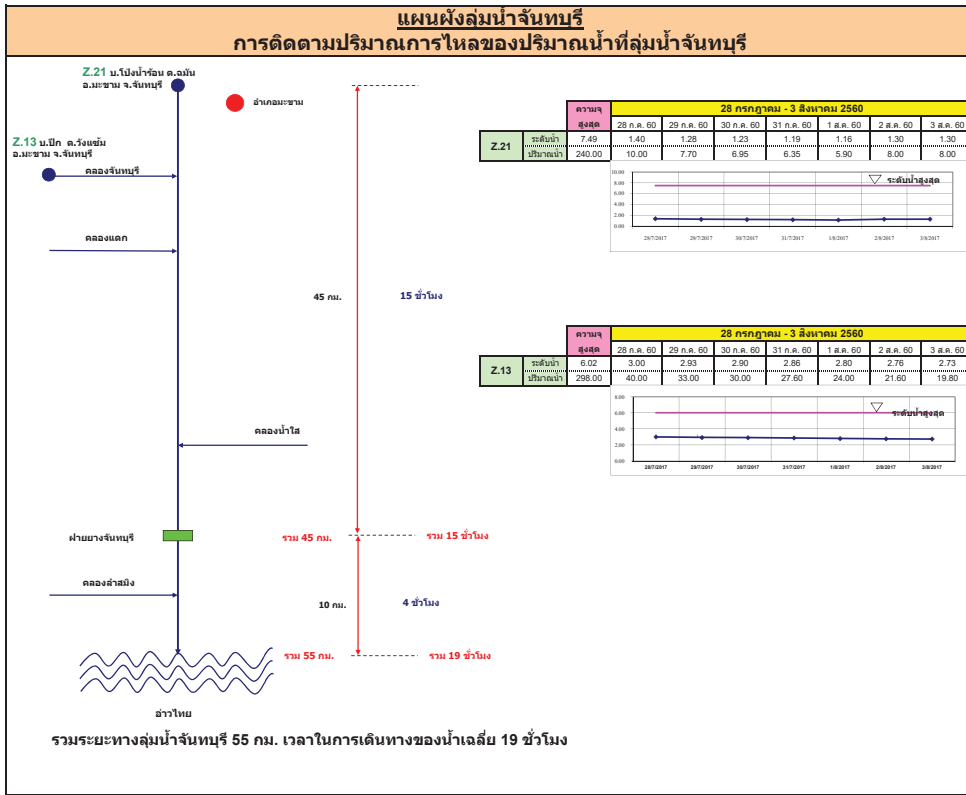 แผนผังลุ่มน้ำจันทบุรี
การติดตามปริมาณการไหลของปริมาณน้ำที่ลุ่มน้ำจันทบุรี
Z.21 บ.โป่งน้ำร้อน ต.ฉมัน
อ.มะขาม จ.จันทบุรี
อำเภอมะขาม
Z.13 บ.ปึก ต.วังแซ้ม
อ.มะขาม จ.จันทบุรี
คลองจันทบุรี
คลองแตก
45 กม.
15 ชั่วโมง
คลองน้ำใส
ฝายยางจันทบุรี
รวม 45 กม.
รวม 15 ชั่วโมง
คลองลำสมิง
10 กม.
4 ชั่วโมง
รวม 55 กม.
รวม 19 ชั่วโมง
อ่าวไทย
รวมระยะทางลุ่มน้ำจันทบุรี 55 กม. เวลาในการเดินทางของน้ำเฉลี่ย 19 ชั่วโมง
ความจุ 28 กรกฎาคม - 3 สิงหาคม 2560
สูงสุด 28 ก.ค. 60 29 ก.ค. 60 30 ก.ค. 60 31 ก.ค. 60 1 ส.ค. 60 2 ส.ค. 60 3 ส.ค. 60
Z.21 ระดับน้ำ 7.49 1.40 1.28 1.23 1.19 1.16 1.30 1.30
ปริมาณน้ำ 240.00 10.00 7.70 6.95 6.35 5.90 8.00 8.00
ระดับน้ำสูงสุด
10.00
8.00
6.00
4.00
2.00
0.00
28/7/2017 29/7/2017 30/7/2017 31/7/2017 1/8/2017 2/8/2017 3/8/2017
ความจุ 28 กรกฎาคม - 3 สิงหาคม 2560
สูงสุด 28 ก.ค. 60 29 ก.ค. 60 30 ก.ค. 60 31 ก.ค. 60 1 ส.ค. 60 2 ส.ค. 60 3 ส.ค. 60
Z.13 ระดับน้ำ 6.02 3.00 2.93 2.90 2.86 2.80 2.76 2.73
ปริมาณน้ำ 298.00 40.00 33.00 30.00 27.60 24.00 21.60 19.80
ระดับน้ำสูงสุด
8.00
6.00
4.00
2.00
0.00
28/7/2017 29/7/2017 30/7/2017 31/7/2017 1/8/2017 2/8/2017 3/8/2017